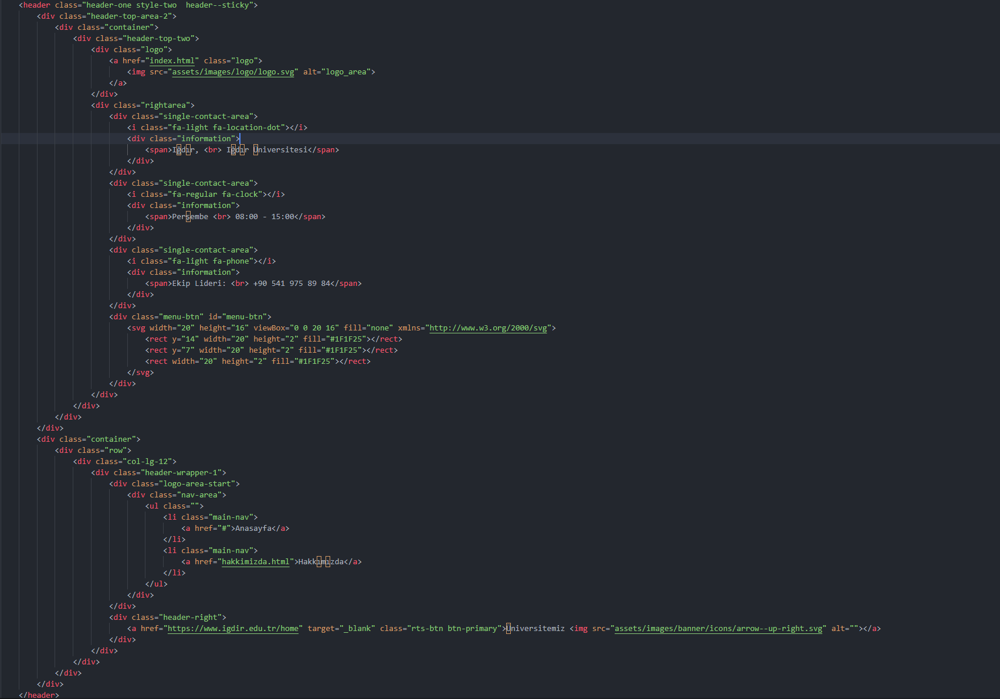 <header class="header-one style-two  header--sticky">
<div class="header-top-area-2">
<div class="container">
<div class="header-top-two">
<div class="logo">
<a href="index.html" class="logo">
<img src="assets/images/logo/logo.svg" alt="logo_area">
</a>
</div>
<div class="rightarea">
<div class="single-contact-area">
<i class="fa-light fa-location-dot"></i>
<div class="information">
<span>Iğdır, <br> Iğdır Üniversitesi</span>
</div>
</div>
<div class="single-contact-area">
<i class="fa-regular fa-clock"></i>
<div class="information">
<span>Perşembe <br> 08:00 - 15:00</span>
</div>
</div>
<div class="single-contact-area">
<i class="fa-light fa-phone"></i>
<div class="information">
<span>Ekip Lideri: <br> +90 541 975 89 84</span>
</div>
</div>
<div class="menu-btn" id="menu-btn">
<svg width="20" height="16" viewBox="0 0 20 16" fill="none" xmlns="http://www.w3.org/2000/svg">
<rect y="14" width="20" height="2" fill="#1F1F25"></rect>
<rect y="7" width="20" height="2" fill="#1F1F25"></rect>
<rect width="20" height="2" fill="#1F1F25"></rect>
</svg>
</div>
</div>
</div>
</div>
</div>
<div class="container">
<div class="row">
<div class="col-lg-12">
<div class="header-wrapper-1">
<div class="logo-area-start">
<div class="nav-area">
<ul class="">
<li class="main-nav">
<a href="#">Anasayfa</a>
</li>
<li class="main-nav">
<a href="hakkimizda.html">Hakkımızda</a>
</li>
</ul>
</div>
</div>
<div class="header-right">
<a href="https://www.igdir.edu.tr/home" target="_blank" class="rts-btn btn-primary">Üniversitemiz <img src="assets/images/banner/icons/arrow--up-right.svg" alt=""></a>
</div>
</div>
</div>
</div>
</div>
</header>